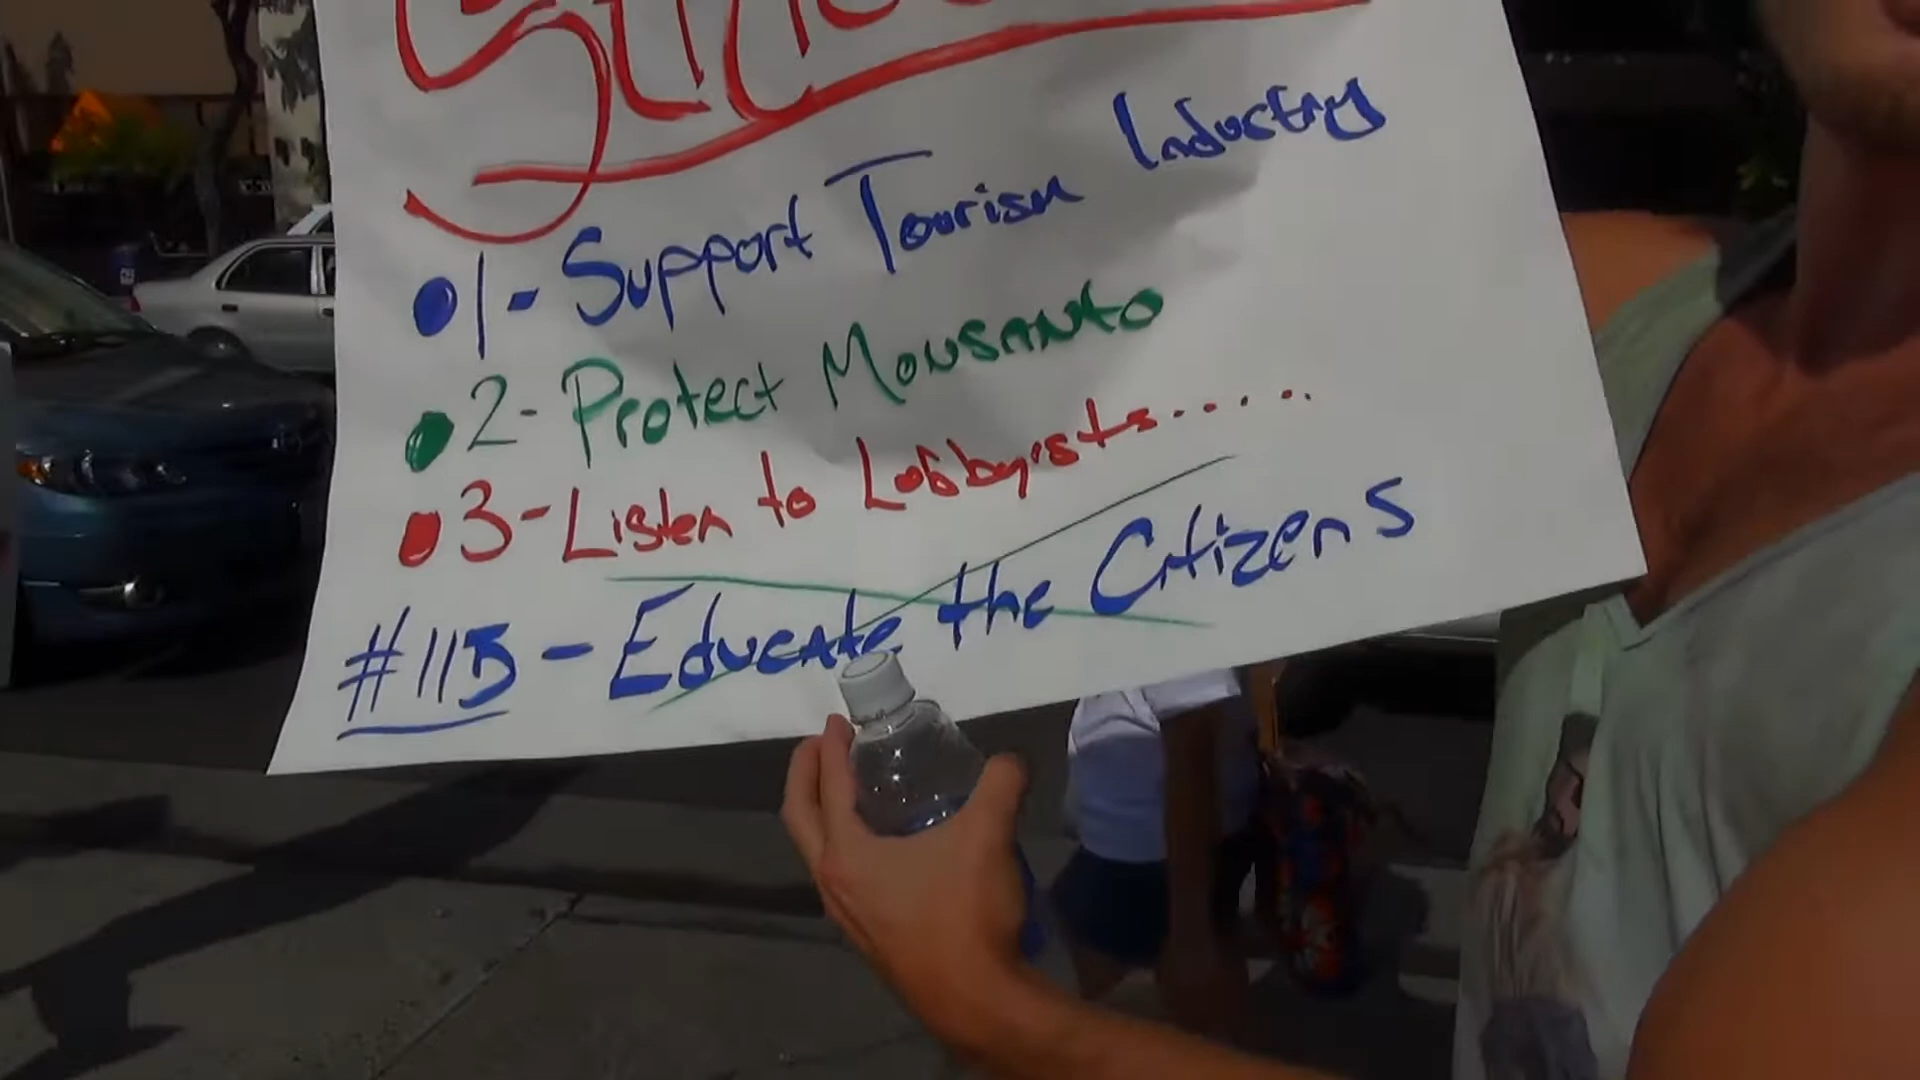 1- Support Tourism Industry
2- Protect Monsanto
3- Listen to Lobbyists......
#115 - Educate the Citizens